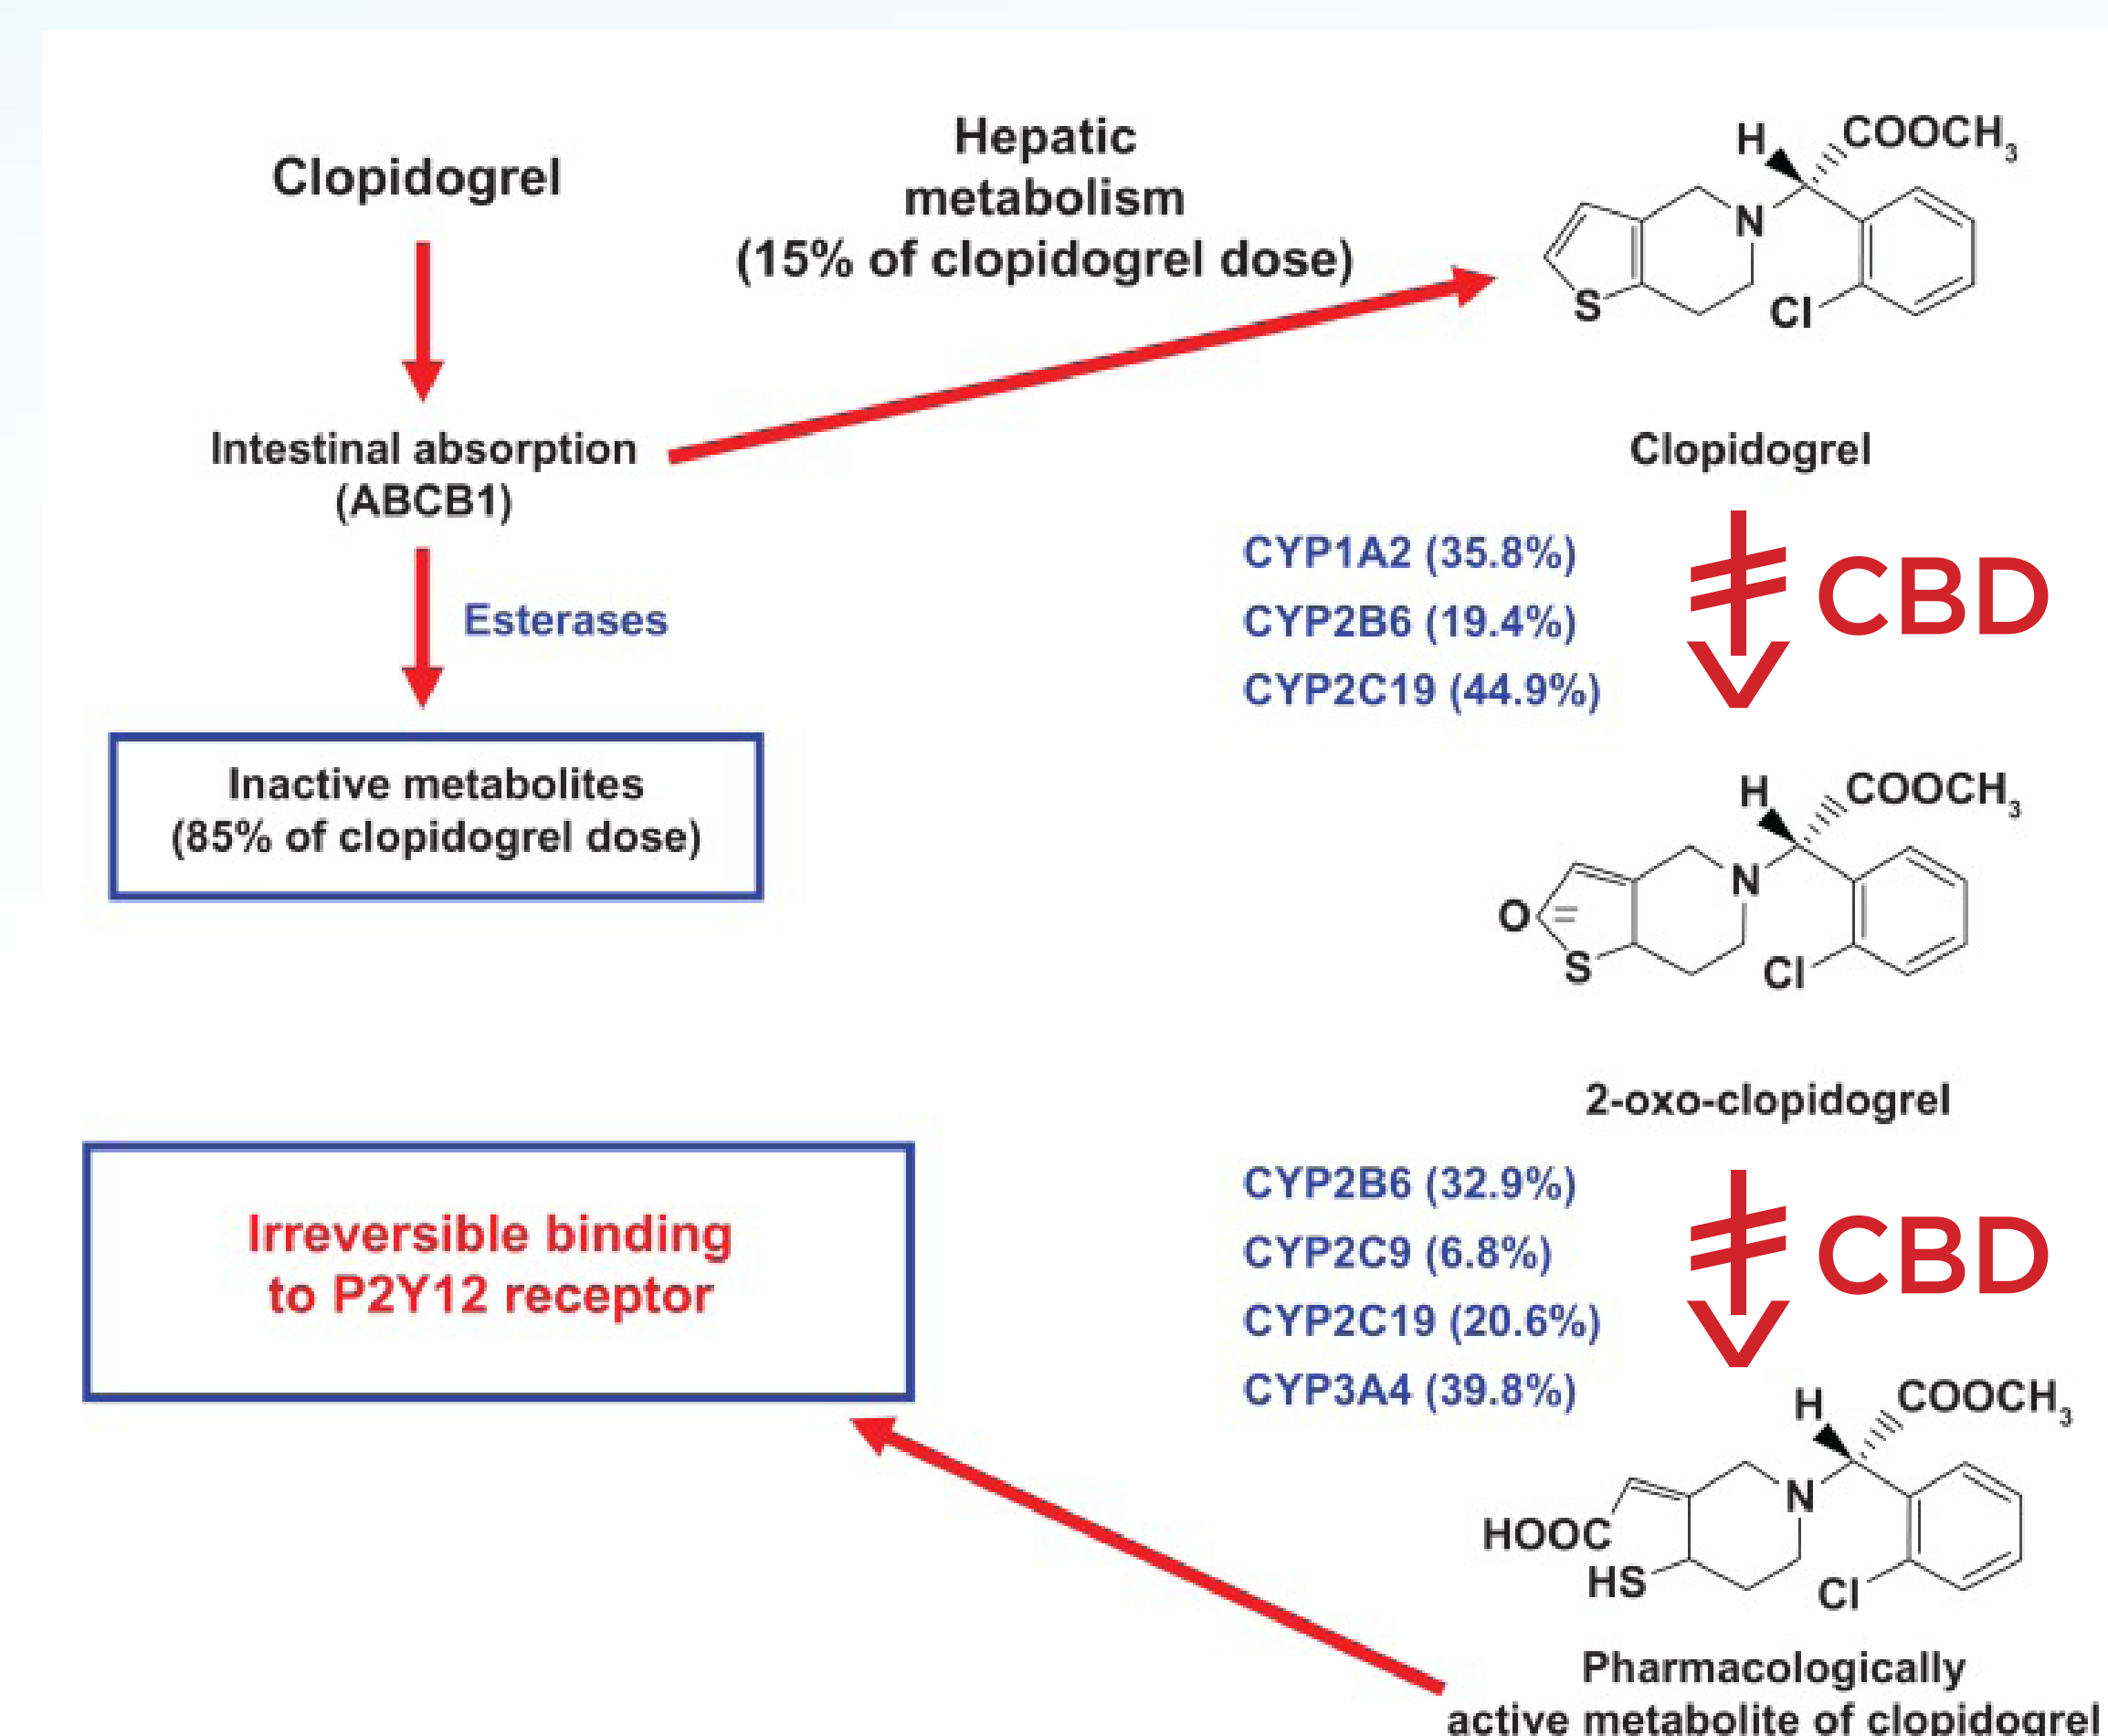 Clopidogrel
Hepatic
metabolism
(15% of clopidogrel dose)
H
COOCH3
N
S
Cl
Intestinal absorption
(ABCB1)
Clopidogrel
CYP1A2 (35.8%)
CYP2B6 (19.4%)
CYP2C19 (44.9%)
CBD
Esterases
Inactive metabolites
(85% of clopidogrel dose)
H
COOCH3
N
O
S
Cl
2-oxo-clopidogrel
CYP2B6 (32.9%)
CYP2C9 (6.8%)
CYP2C19 (20.6%)
CYP3A4 (39.8%)
CBD
Irreversible binding
to P2Y12 receptor
H
COOCH3
N
HOOC
HS
Cl
Pharmacologically
active metabolite of clopidogrel